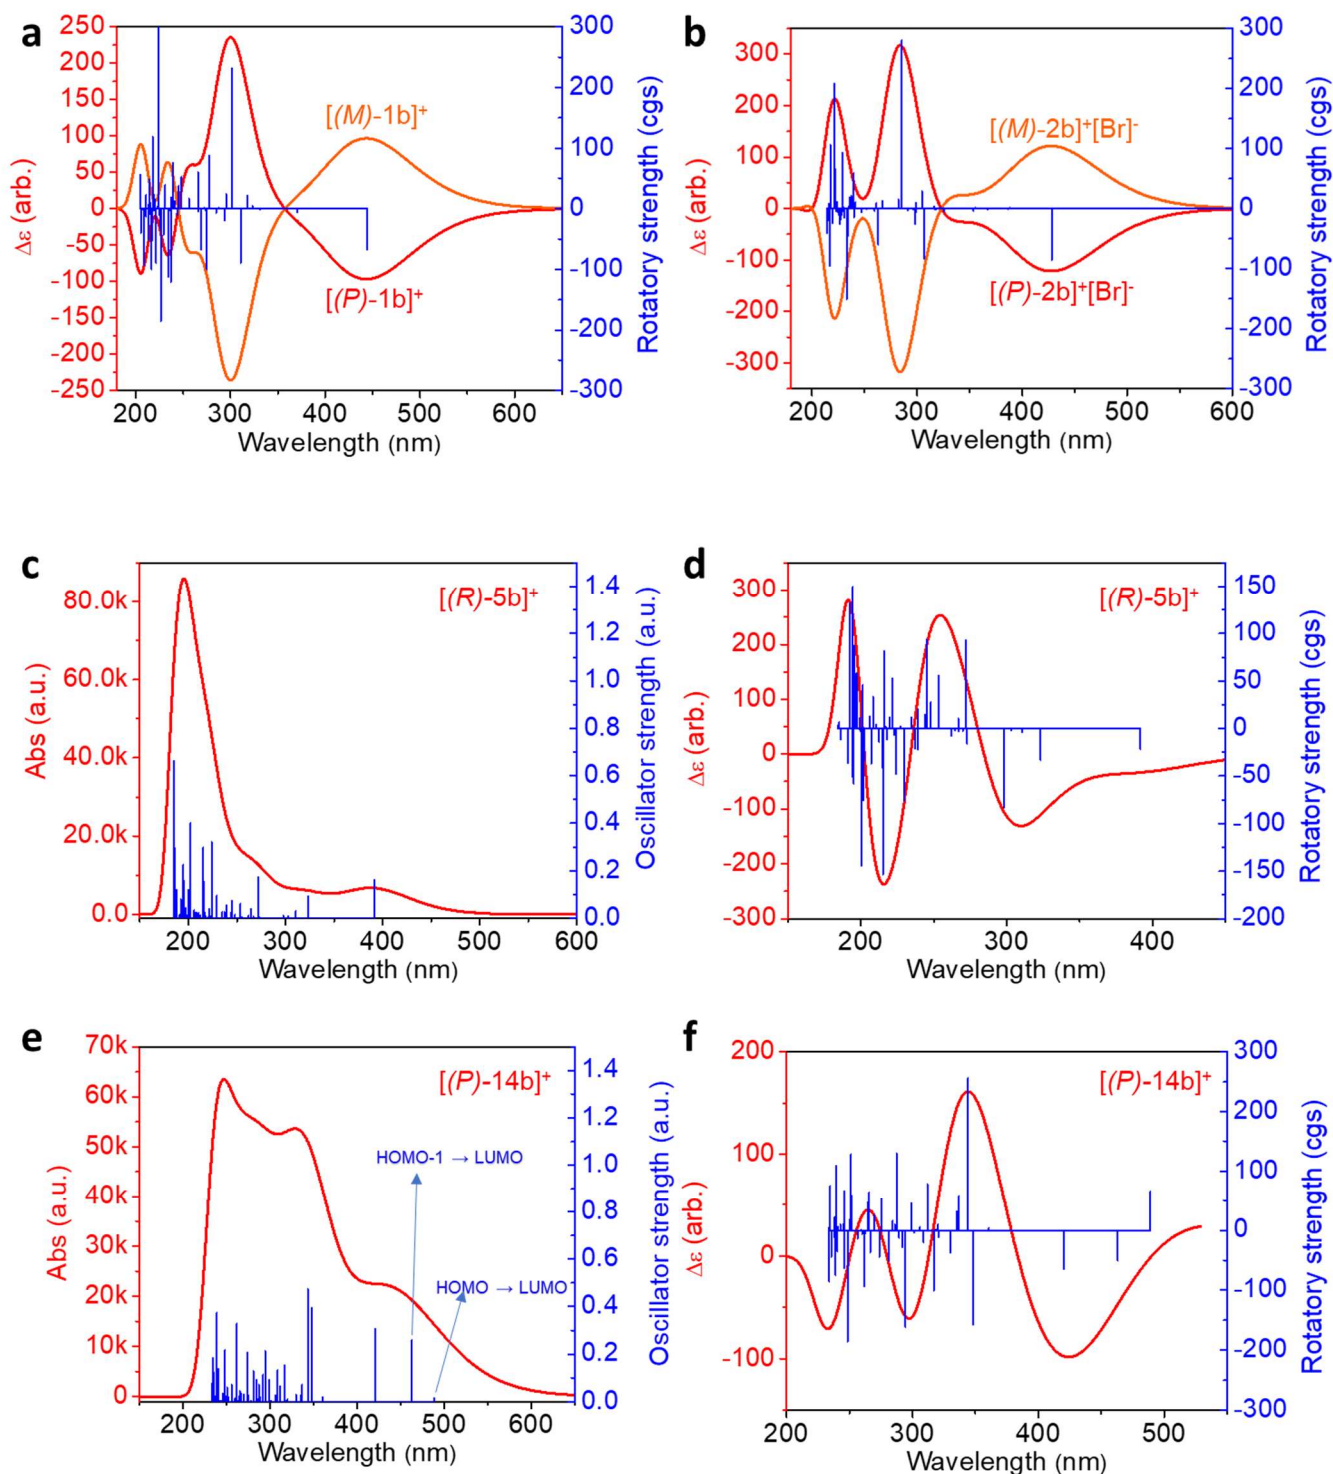 a
250
200
150
100
50
0
-50
-100
-150
-200
-250
Δε (arb.)
[(M)-1b]⁺
[(P)-1b]⁺
300
200
100
0
-100
-200
-300
Rotatory strength (cgs)
200 300 400 500 600
Wavelength (nm)
b
300
200
100
0
-100
-200
-300
Δε (arb.)
[(M)-2b]⁺[Br]⁻
[(P)-2b]⁺[Br]⁻
300
200
100
0
-100
-200
-300
Rotatory strength (cgs)
200 300 400 500 600
Wavelength (nm)
c
80.0k
60.0k
40.0k
20.0k
0.0
Abs (a.u.)
[(R)-5b]⁺
1.4
1.2
1.0
0.8
0.6
0.4
0.2
0.0
Oscillator strength (a.u.)
200 300 400 500 600
Wavelength (nm)
d
300
200
100
0
-100
-200
-300
Δε (arb.)
[(R)-5b]⁺
150
100
50
0
-50
-100
-150
-200
Rotatory strength (cgs)
200 300 400
Wavelength (nm)
e
70k
60k
50k
40k
30k
20k
10k
0
Abs (a.u.)
[(P)-14b]⁺
HOMO-1 → LUMO
HOMO → LUMO
1.4
1.2
1.0
0.8
0.6
0.4
0.2
0.0
Oscillator strength (a.u.)
200 300 400 500 600
Wavelength (nm)
f
200
100
0
-100
Δε (arb.)
[(P)-14b]⁺
300
200
100
0
-100
-200
-300
Rotatory strength (cgs)
200 300 400 500
Wavelength (nm)